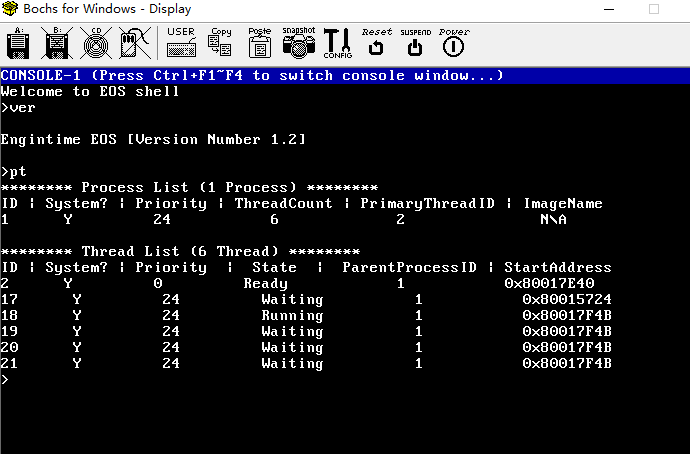 Bochs for Windows - Display
A: B: CD USER Copy Paste snapshot CONFIG Reset SUSPEND Power
CONSOLE-1 (Press Ctrl+F1~F4 to switch console window...)
Welcome to EOS shell
>ver
Engintime EOS [Version Number 1.2]
>pt
******** Process List (1 Process) ********
ID | System? | Priority | ThreadCount | PrimaryThreadID | ImageName
1 Y 24 6 2 N\A
******** Thread List (6 Thread) ********
ID | System? | Priority | State | ParentProcessID | StartAddress
2 Y 0 Ready 1 0x80017E40
17 Y 24 Waiting 1 0x80015724
18 Y 24 Running 1 0x80017F4B
19 Y 24 Waiting 1 0x80017F4B
20 Y 24 Waiting 1 0x80017F4B
21 Y 24 Waiting 1 0x80017F4B
>